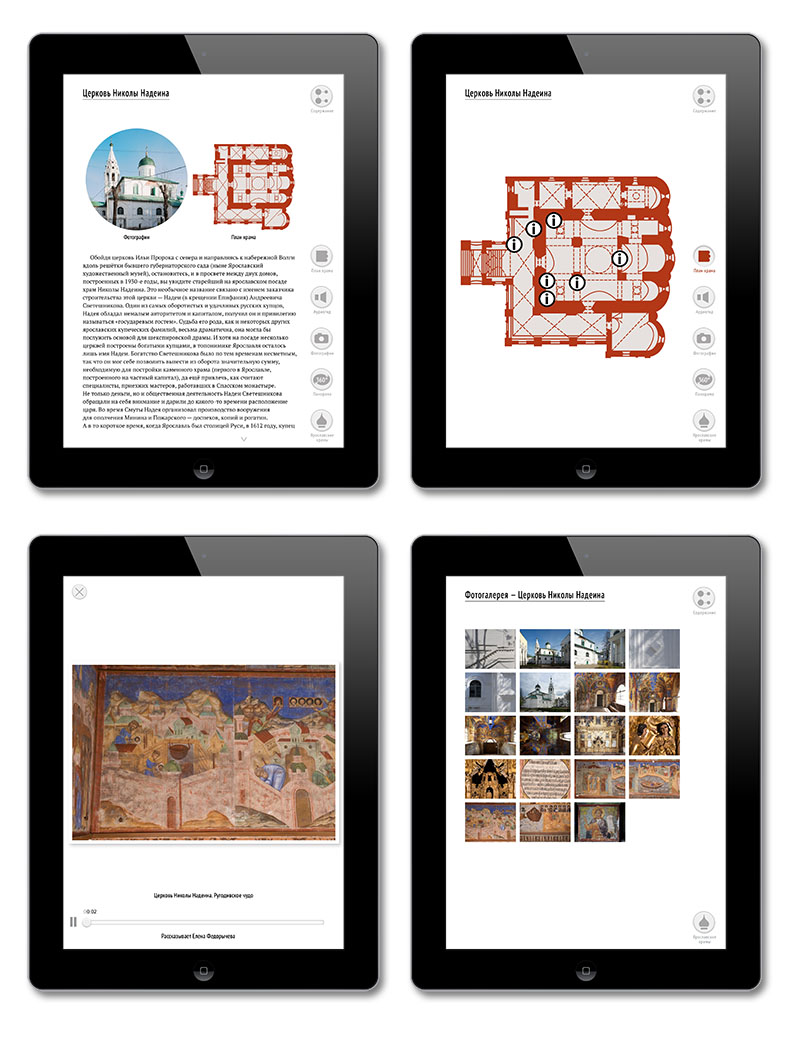 Церковь Николы Надеина
Содержание
Фотографии
План храма
Обойдя церковь Ильи Пророка с севера и направляясь к набережной Волги
вдоль решётки бывшего губернаторского сада (ныне Ярославский
художественный музей), остановитесь, и в просвете между двух домов,
построенных в 1930-е годы, вы увидите старейший на ярославском посаде
храм Николы Надеина. Это необычное название связано с именем заказчика
строительства этой церкви — Надеи (в крещении Епифания) Андреевича
Светешникова. Один из самых оборотистых и удачливых русских купцов,
Надея обладал немалым авторитетом и капиталом, получил он и привилегию
называться «государевым гостем». Судьба его рода, как и некоторых других
ярославских купеческих фамилий, весьма драматична, она могла бы
послужить основой для шекспировской драмы. И хотя на посаде несколько
церквей построены богатыми купцами, в топонимике Ярославля осталось
лишь имя Надеи. Богатство Светешникова было по тем временам несметным,
так что он мог себе позволить вывести из оборота значительную сумму,
необходимую для постройки каменного храма (первого в Ярославле,
построенного на частный капитал), да ещё привлечь, как считают
специалисты, приезжих мастеров, работавших в Спасском монастыре.
Не только деньги, но и общественная деятельность Надеи Светешникова
обращали на себя внимание и дарили до какого-то времени расположение
царя. Во время Смуты Надея организовал производство вооружения
для ополчения Минина и Пожарского — доспехов, копий и рогатин.
А в то короткое время, когда Ярославль был столицей Руси, в 1612 году, купец
План храма
Аудиогид
Фотографии
360°
Панорама
Ярославские
храмы
Церковь Николы Надеина
Содержание
i
i
i
i
i
i
i
План храма
Аудиогид
Фотографии
360°
Панорама
Ярославские
храмы
Церковь Николы Надеина. Ругодивское чудо
00:02
Рассказывает Елена Федорычева
Фотогалерея – Церковь Николы Надеина
Содержание
Ярославские
храмы